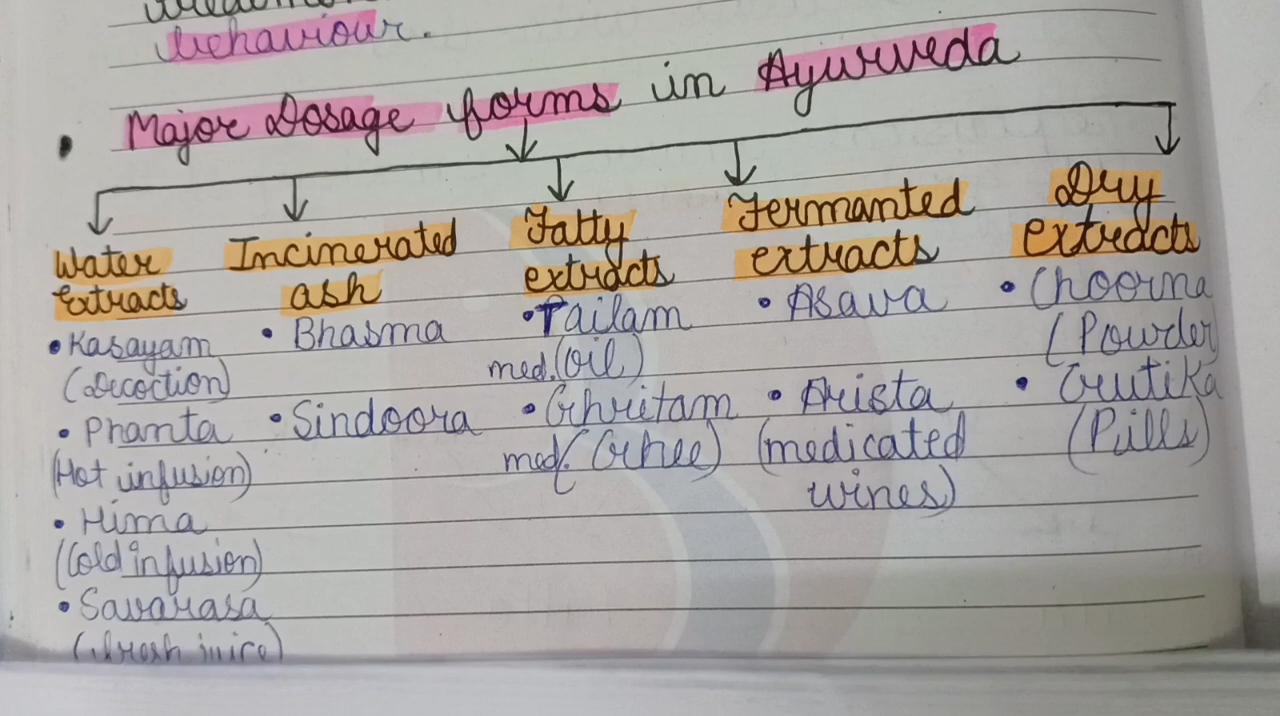 behaviour.
• Major Dosage forms in Ayurveda
Water
Extracts
• Kasayam
(Decoction)
• Phanta
(Hot infusion)
• Hima
(Cold infusion)
• Savarasa
(fresh juice)
Incinerated
ash
• Bhasma
• Sindoora
Fatty
extracts
• Tailam
med. (oil)
• Ghritam
med. (Ghee)
Fermanted
extracts
• Asava
• Arista
(medicated
wines)
Dry
extracts
• Choorna
(Powder)
• Grutika
(Pills)